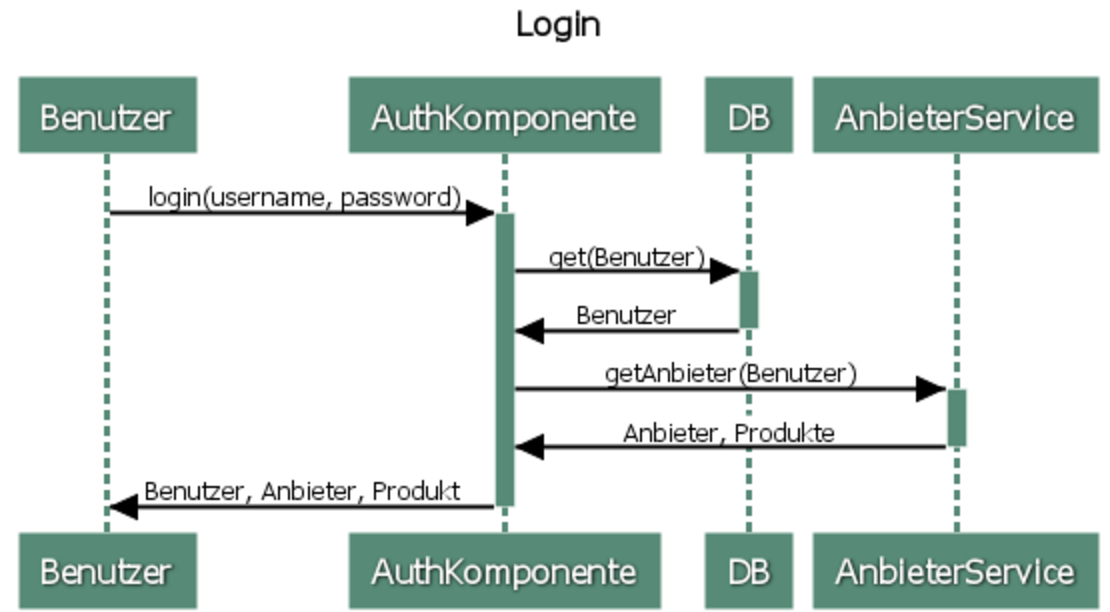 Login
Benutzer
AuthKomponente
DB
AnbieterService
login(username, password)
get(Benutzer)
Benutzer
getAnbieter(Benutzer)
Anbieter, Produkte
Benutzer, Anbieter, Produkt
Benutzer
AuthKomponente
DB
AnbieterService